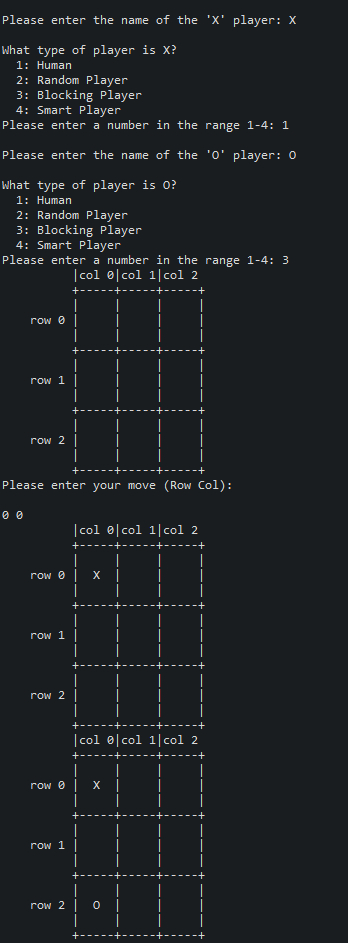 Please enter the name of the 'X' player: X
What type of player is X?
1: Human
2: Random Player
3: Blocking Player
4: Smart Player
Please enter a number in the range 1-4: 1
Please enter the name of the 'O' player: O
What type of player is O?
1: Human
2: Random Player
3: Blocking Player
4: Smart Player
Please enter a number in the range 1-4: 3
|col 0|col 1|col 2
+-----+-----+-----+
|     |     |     |
row 0 |     |     |     |
|     |     |     |
+-----+-----+-----+
|     |     |     |
row 1 |     |     |     |
|     |     |     |
+-----+-----+-----+
|     |     |     |
row 2 |     |     |     |
|     |     |     |
+-----+-----+-----+
Please enter your move (Row Col):
0 0
|col 0|col 1|col 2
+-----+-----+-----+
|     |     |     |
row 0 |  X  |     |     |
|     |     |     |
+-----+-----+-----+
|     |     |     |
row 1 |     |     |     |
|     |     |     |
+-----+-----+-----+
|     |     |     |
row 2 |     |     |     |
|     |     |     |
+-----+-----+-----+
|col 0|col 1|col 2
+-----+-----+-----+
|     |     |     |
row 0 |  X  |     |     |
|     |     |     |
+-----+-----+-----+
|     |     |     |
row 1 |     |     |     |
|     |     |     |
+-----+-----+-----+
|     |     |     |
row 2 |  O  |     |     |
|     |     |     |
+-----+-----+-----+